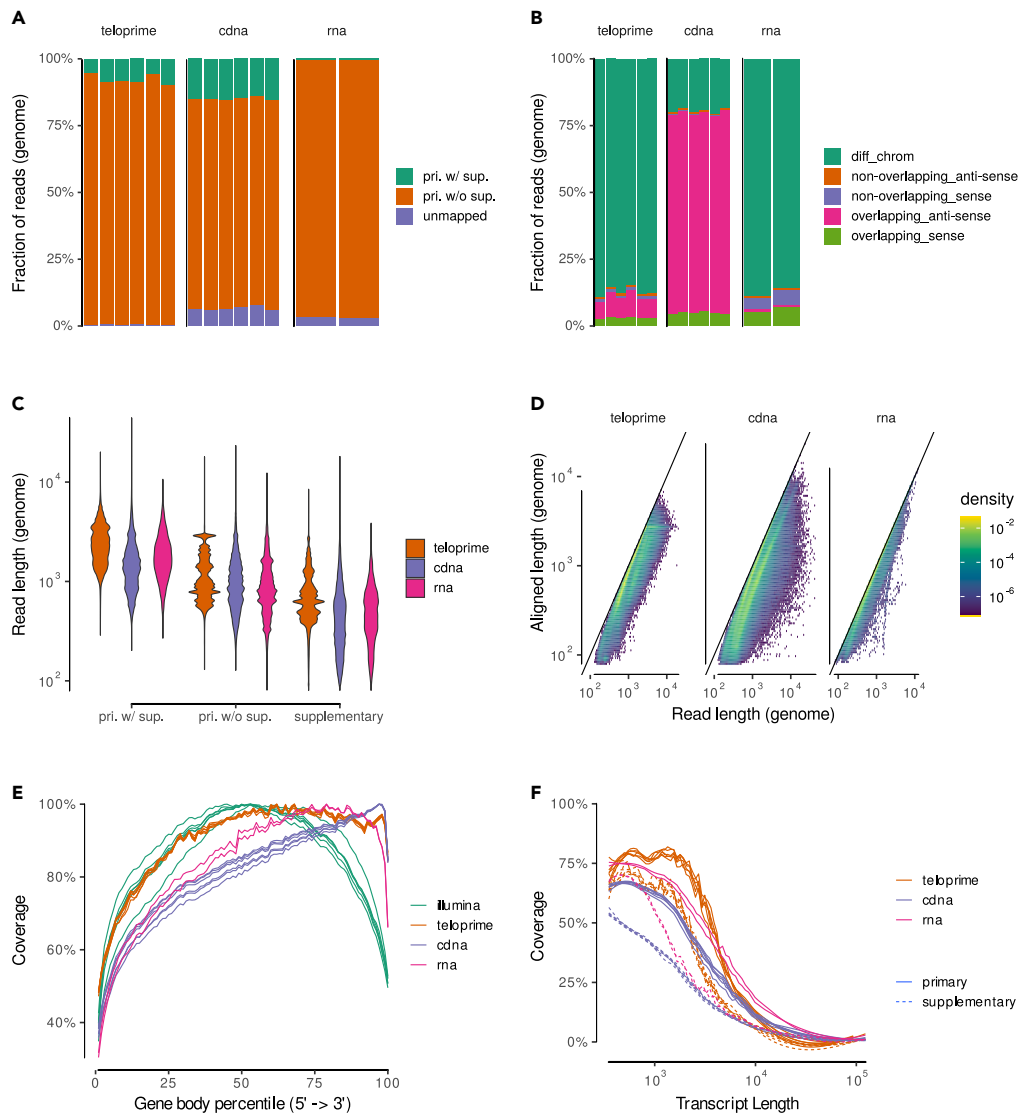 A
teloprime cdna rna
Fraction of reads (genome)
100%
75%
50%
25%
0%
pri. w/ sup.
pri. w/o sup.
unmapped
B
teloprime cdna rna
Fraction of reads (genome)
100%
75%
50%
25%
0%
diff_chrom
non-overlapping_anti-sense
non-overlapping_sense
overlapping_anti-sense
overlapping_sense
C
Read length (genome)
10^4
10^3
10^2
pri. w/ sup. pri. w/o sup. supplementary
teloprime
cdna
rna
D
teloprime cdna rna
Aligned length (genome)
10^4
10^3
10^2
10^2 10^3 10^4 10^2 10^3 10^4 10^2 10^3 10^4
Read length (genome)
density
10^-2
10^-4
10^-6
E
Coverage
100%
80%
60%
40%
0 25 50 75 100
Gene body percentile (5' -> 3')
illumina
teloprime
cdna
rna
F
Coverage
100%
75%
50%
25%
0%
10^3 10^4 10^5
Transcript Length
teloprime
cdna
rna
primary
supplementary